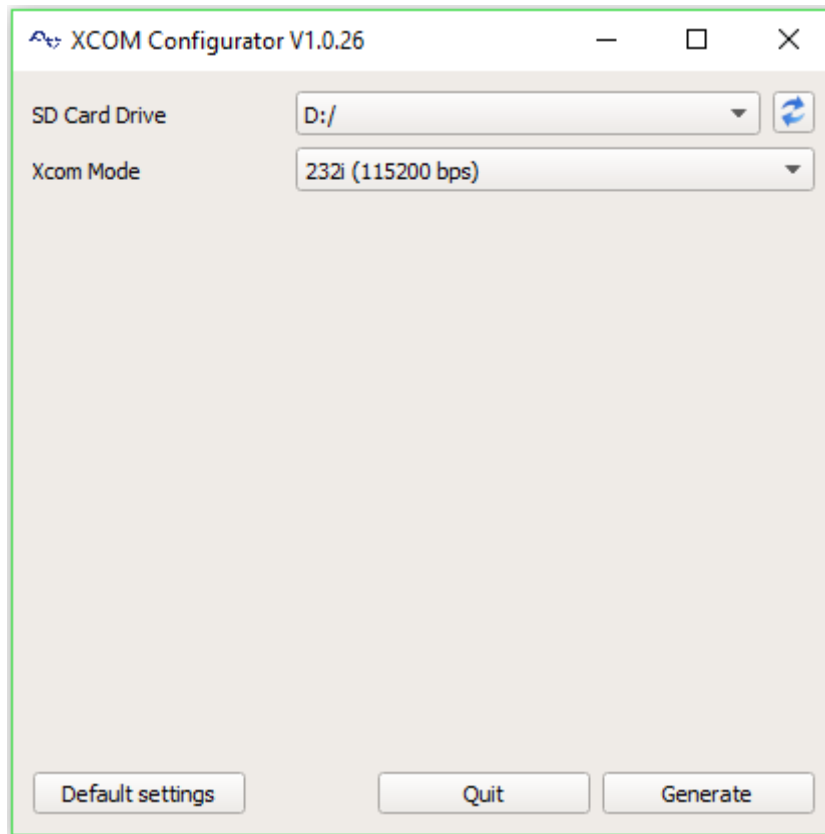 XCOM Configurator V1.0.26
SD Card Drive D:/
Xcom Mode 232i (115200 bps)
Default settings Quit Generate